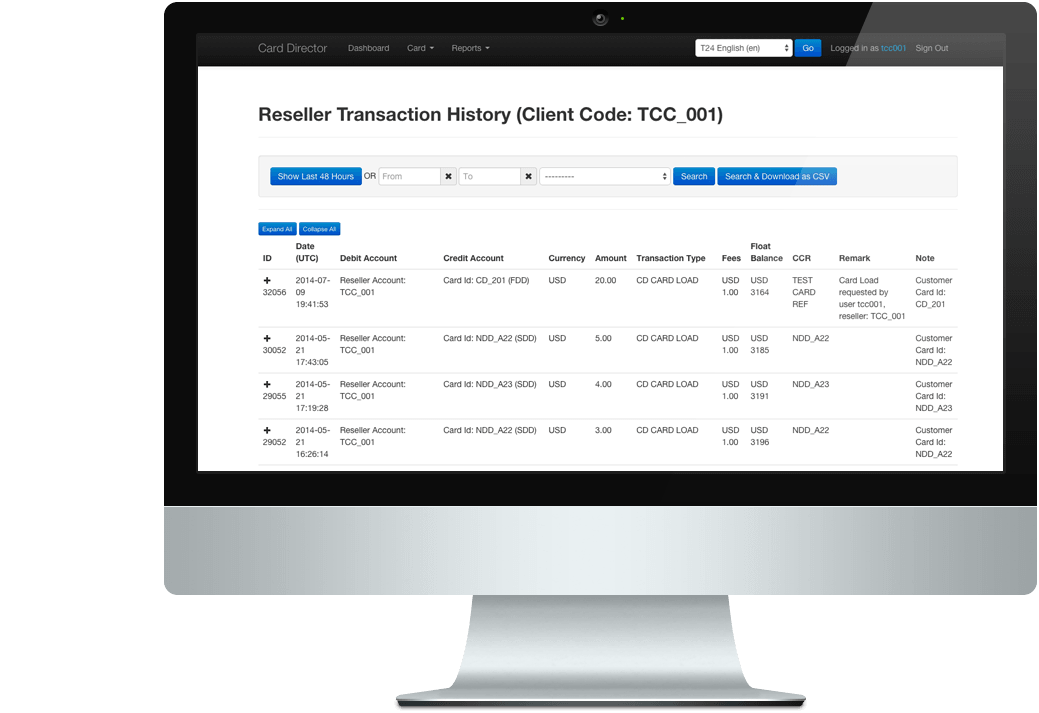 Card Director Dashboard Card Reports T24 English (en) Go Logged in as tcc001 Sign Out
Reseller Transaction History (Client Code: TCC_001)
Show Last 48 Hours OR From To --------- Search Search & Download as CSV
Expand All Collapse All
Date Float
ID (UTC) Debit Account Credit Account Currency Amount Transaction Type Fees Balance CCR Remark Note
2014-07- Reseller Account: Card Id: CD_201 (FDD) USD 20.00 CD CARD LOAD USD USD TEST Card Load Customer
32056 09 TCC_001 1.00 3164 CARD requested by Card Id:
19:41:53 REF user tcc001, CD_201
reseller: TCC_001
2014-05- Reseller Account: Card Id: NDD_A22 (SDD) USD 5.00 CD CARD LOAD USD USD NDD_A22 Customer
30052 21 TCC_001 1.00 3185 Card Id:
17:43:05 NDD_A22
2014-05- Reseller Account: Card Id: NDD_A23 (SDD) USD 4.00 CD CARD LOAD USD USD NDD_A23 Customer
29055 21 TCC_001 1.00 3191 Card Id:
17:19:28 NDD_A23
2014-05- Reseller Account: Card Id: NDD_A22 (SDD) USD 3.00 CD CARD LOAD USD USD NDD_A22 Customer
29052 21 TCC_001 1.00 3196 Card Id:
16:26:14 NDD_A22